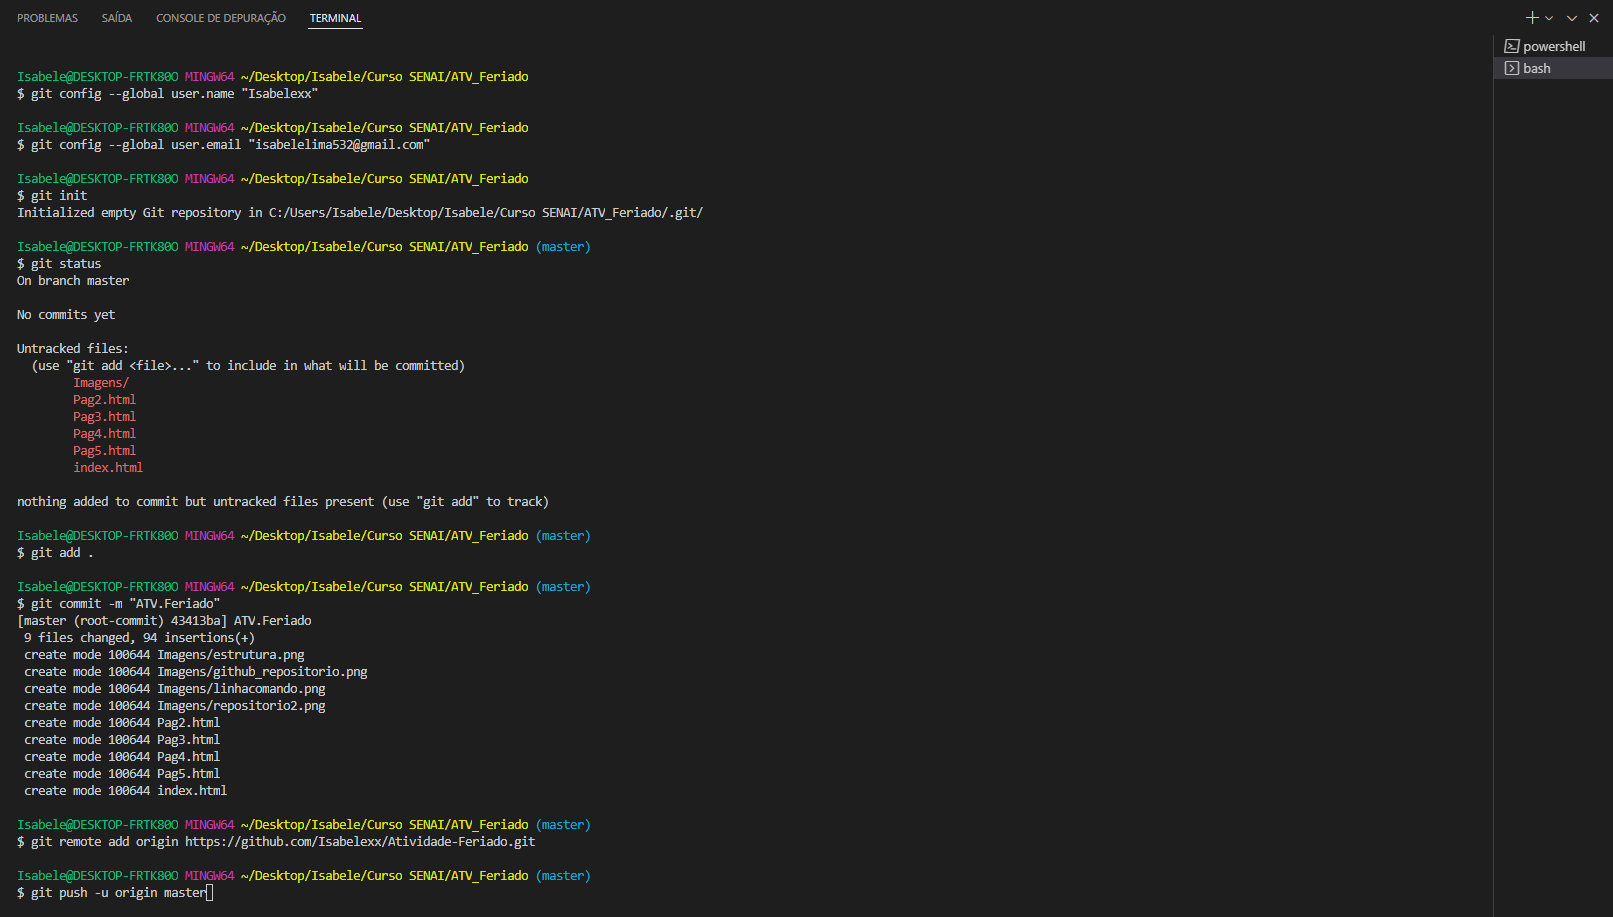 PROBLEMAS SAÍDA CONSOLE DE DEPURAÇÃO TERMINAL
powershell
bash
Isabele@DESKTOP-FRTK80O MINGW64 ~/Desktop/Isabele/Curso SENAI/ATV_Feriado
$ git config --global user.name "Isabelexx"
Isabele@DESKTOP-FRTK80O MINGW64 ~/Desktop/Isabele/Curso SENAI/ATV_Feriado
$ git config --global user.email "isabelelima532@gmail.com"
Isabele@DESKTOP-FRTK80O MINGW64 ~/Desktop/Isabele/Curso SENAI/ATV_Feriado
$ git init
Initialized empty Git repository in C:/Users/Isabele/Desktop/Isabele/Curso SENAI/ATV_Feriado/.git/
Isabele@DESKTOP-FRTK80O MINGW64 ~/Desktop/Isabele/Curso SENAI/ATV_Feriado (master)
$ git status
On branch master
No commits yet
Untracked files:
(use "git add <file>..." to include in what will be committed)
Imagens/
Pag2.html
Pag3.html
Pag4.html
Pag5.html
index.html
nothing added to commit but untracked files present (use "git add" to track)
Isabele@DESKTOP-FRTK80O MINGW64 ~/Desktop/Isabele/Curso SENAI/ATV_Feriado (master)
$ git add .
Isabele@DESKTOP-FRTK80O MINGW64 ~/Desktop/Isabele/Curso SENAI/ATV_Feriado (master)
$ git commit -m "ATV.Feriado"
[master (root-commit) 43413ba] ATV.Feriado
9 files changed, 94 insertions(+)
create mode 100644 Imagens/estrutura.png
create mode 100644 Imagens/github_repositorio.png
create mode 100644 Imagens/linhacomando.png
create mode 100644 Imagens/repositorio2.png
create mode 100644 Pag2.html
create mode 100644 Pag3.html
create mode 100644 Pag4.html
create mode 100644 Pag5.html
create mode 100644 index.html
Isabele@DESKTOP-FRTK80O MINGW64 ~/Desktop/Isabele/Curso SENAI/ATV_Feriado (master)
$ git remote add origin https://github.com/Isabelexx/Atividade-Feriado.git
Isabele@DESKTOP-FRTK80O MINGW64 ~/Desktop/Isabele/Curso SENAI/ATV_Feriado (master)
$ git push -u origin master